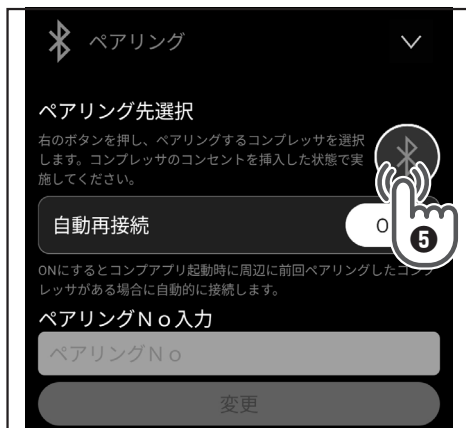 ペアリング
ペアリング先選択
右のボタンを押し、ペアリングするコンプレッサを選択
します。コンプレッサのコンセントを挿入した状態で実
施してください。
自動再接続
5
ONにするとコンプアプリ起動時に周辺に前回ペアリングしたコンプ
レッサがある場合に自動的に接続します。
ペアリングNo入力
ペアリングNo
変更